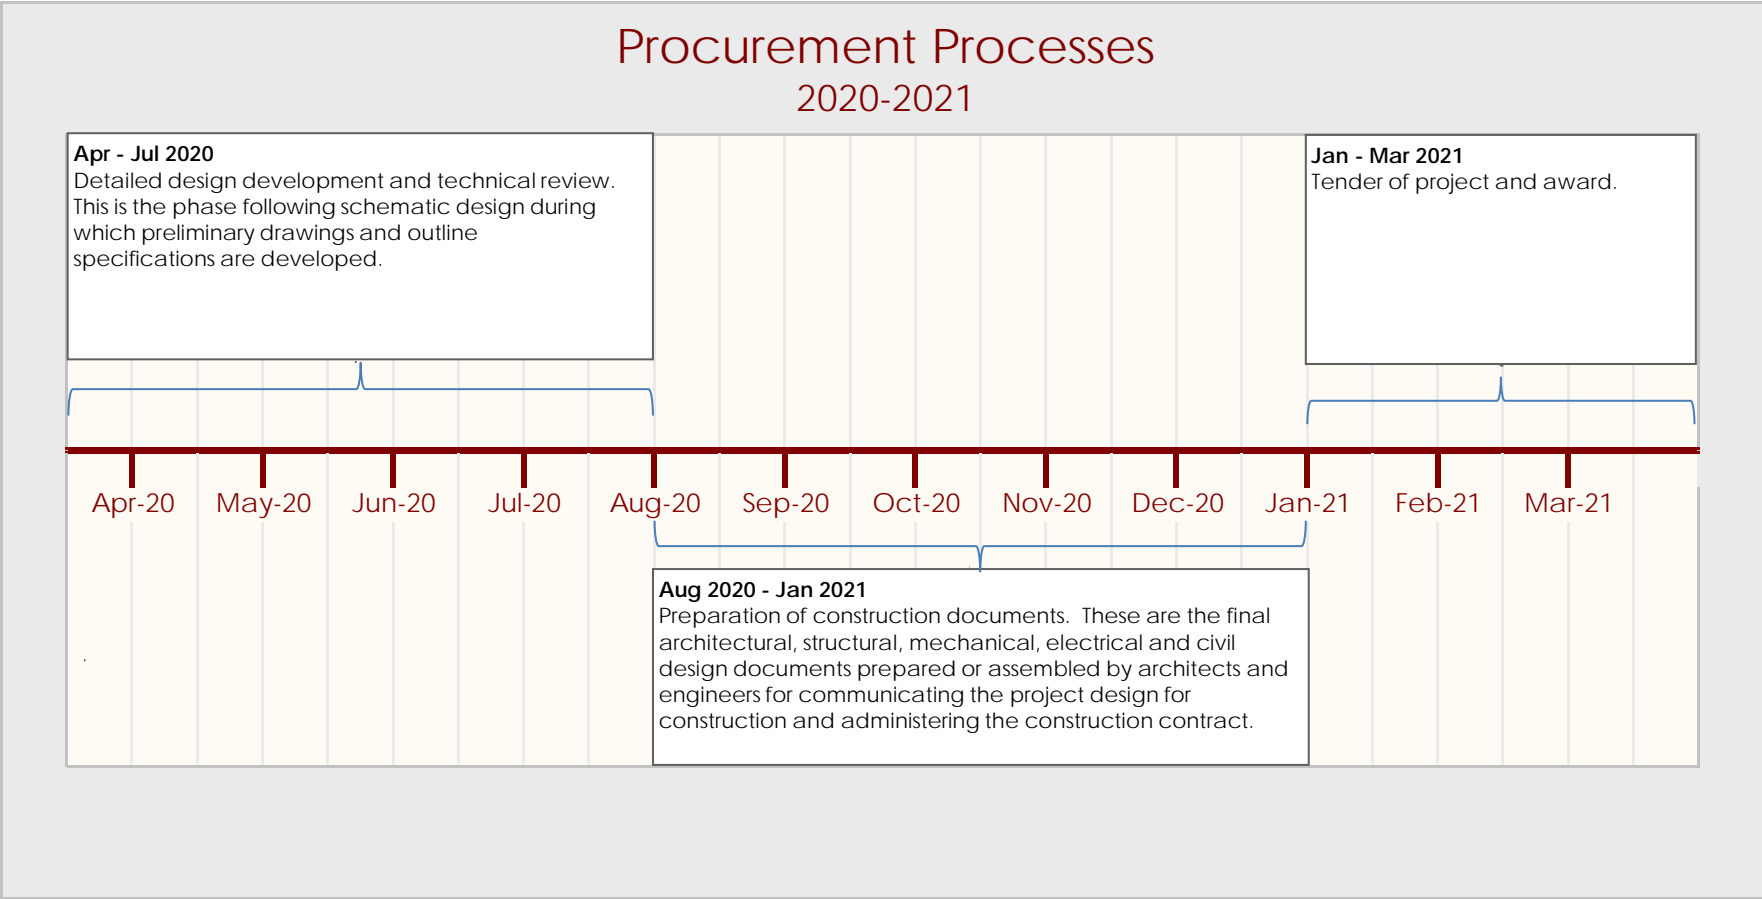 Procurement Processes
2020-2021
Apr - Jul 2020
Detailed design development and technical review.
This is the phase following schematic design during
which preliminary drawings and outline
specifications are developed.
Jan - Mar 2021
Tender of project and award.
Apr-20 May-20 Jun-20 Jul-20 Aug-20 Sep-20 Oct-20 Nov-20 Dec-20 Jan-21 Feb-21 Mar-21
Aug 2020 - Jan 2021
Preparation of construction documents.  These are the final
architectural, structural, mechanical, electrical and civil
design documents prepared or assembled by architects and
engineers for communicating the project design for
construction and administering the construction contract.